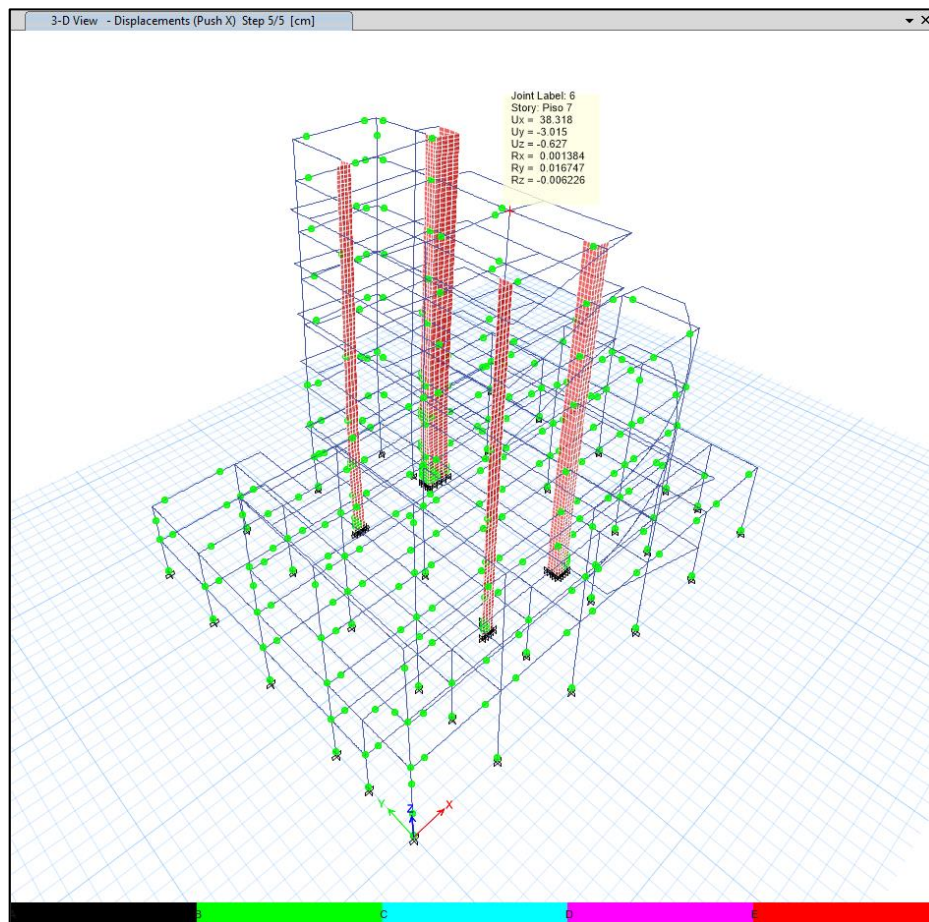 3-D View - Displacements (Push X) Step 5/5 [cm]
Joint Label: 6
Story: Piso 7
Ux = 38.318
Uy = -3.015
Uz = -0.627
Rx = 0.001384
Ry = 0.016747
Rz = -0.006226
Y Z X
B C D E